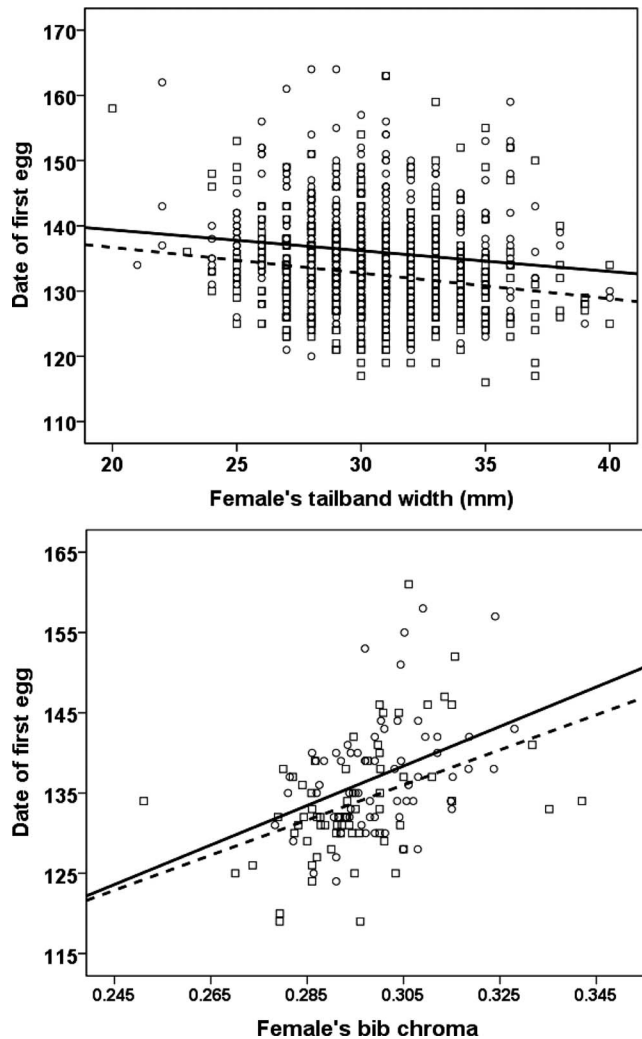 170
160
150
140
130
120
110
Date of first egg
20 25 30 35 40
Female's tailband width (mm)
165
155
145
135
125
115
Date of first egg
0.245 0.265 0.285 0.305 0.325 0.345
Female's bib chroma